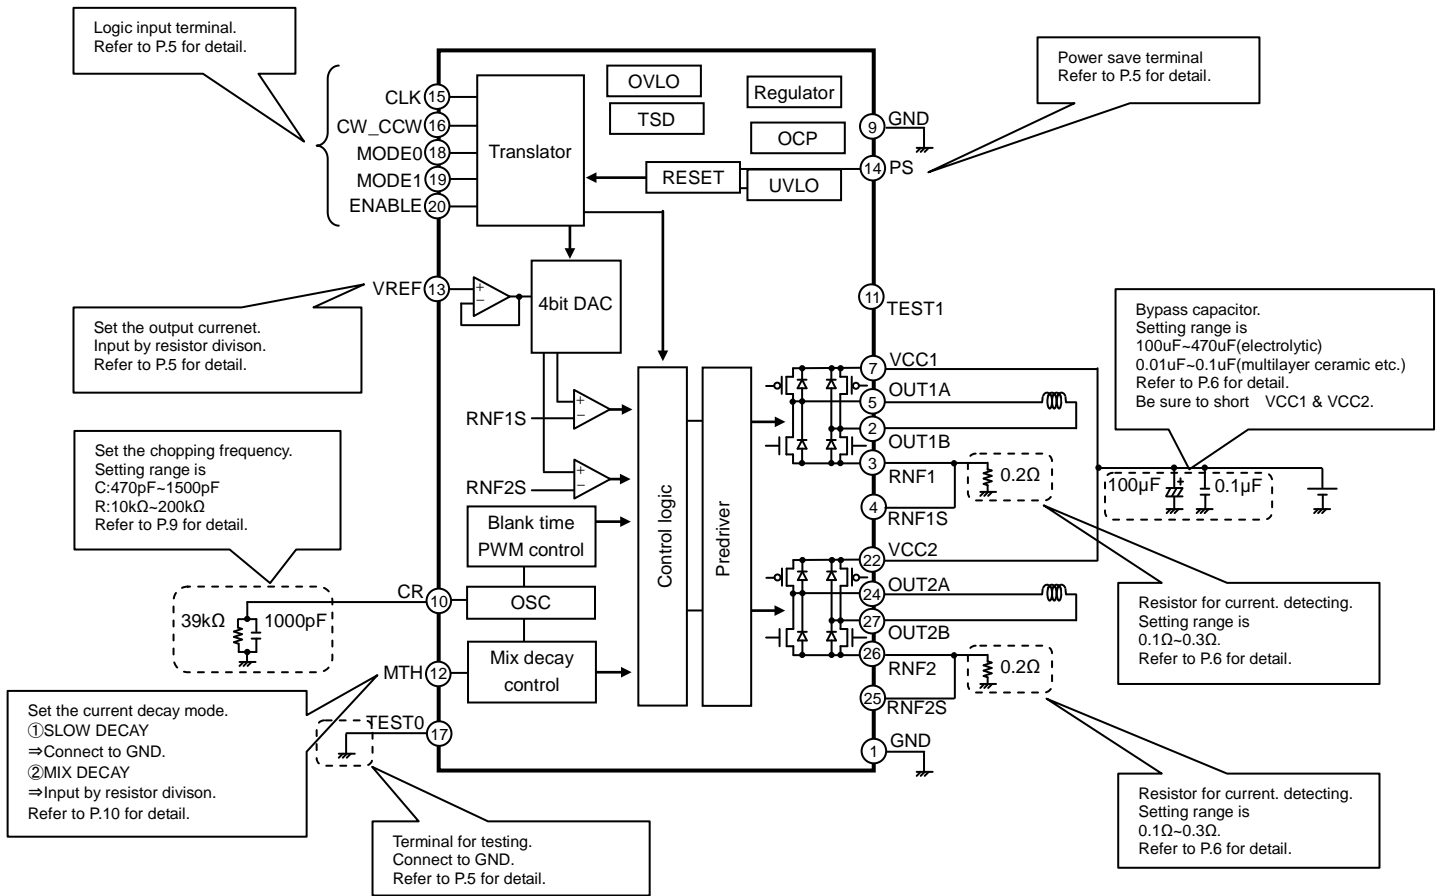 Logic input terminal.
Refer to P.5 for detail.
Power save terminal
Refer to P.5 for detail.
CLK 15
CW_CCW 16
MODE0 18
MODE1 19
ENABLE 20
Translator
OVLO
TSD
Regulator
OCP
RESET
UVLO
9 GND
14 PS
VREF 13
+
−
4bit DAC
11
TEST1
Set the output currenet.
Input by resistor divison.
Refer to P.5 for detail.
Bypass capacitor.
Setting range is
100uF~470uF(electrolytic)
0.01uF~0.1uF(multilayer ceramic etc.)
Refer to P.6 for detail.
Be sure to short VCC1 & VCC2.
7 VCC1
5 OUT1A
2
OUT1B
3
RNF1
4
RNF1S
0.2Ω
100µF
+
0.1µF
RNF1S
+
−
RNF2S
+
−
Control logic
Predriver
Set the chopping frequency.
Setting range is
C:470pF~1500pF
R:10kΩ~200kΩ
Refer to P.9 for detail.
Blank time
PWM control
CR 10
OSC
39kΩ
1000pF
MTH 12
Mix decay
control
22 VCC2
24 OUT2A
27
OUT2B
26
RNF2
25
RNF2S
0.2Ω
1 GND
Resistor for current. detecting.
Setting range is
0.1Ω~0.3Ω.
Refer to P.6 for detail.
Set the current decay mode.
①SLOW DECAY
⇒Connect to GND.
②MIX DECAY
⇒Input by resistor divison.
Refer to P.10 for detail.
TEST0
17
Terminal for testing.
Connect to GND.
Refer to P.5 for detail.
Resistor for current. detecting.
Setting range is
0.1Ω~0.3Ω.
Refer to P.6 for detail.